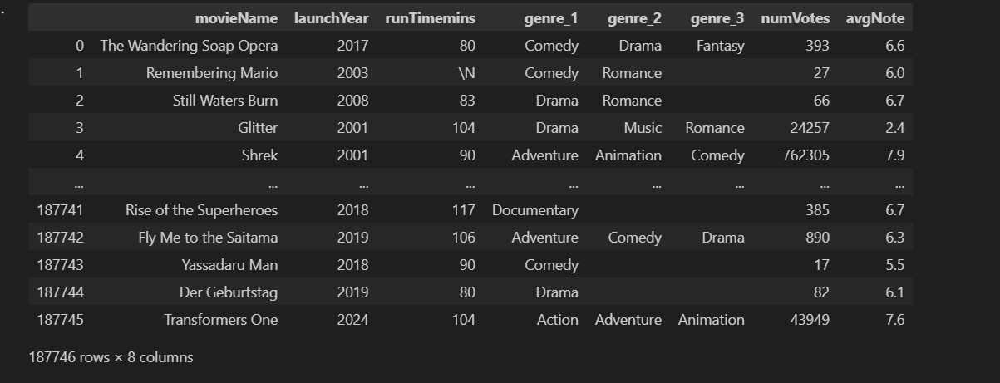 movieName launchYear runTimemins genre_1 genre_2 genre_3 numVotes avgNote
0 The Wandering Soap Opera 2017 80 Comedy Drama Fantasy 393 6.6
1 Remembering Mario 2003 \N Comedy Romance 27 6.0
2 Still Waters Burn 2008 83 Drama Romance 66 6.7
3 Glitter 2001 104 Drama Music Romance 24257 2.4
4 Shrek 2001 90 Adventure Animation Comedy 762305 7.9
... ... ... ... ... ... ... ... ...
187741 Rise of the Superheroes 2018 117 Documentary 385 6.7
187742 Fly Me to the Saitama 2019 106 Adventure Comedy Drama 890 6.3
187743 Yassadaru Man 2018 90 Comedy 17 5.5
187744 Der Geburtstag 2019 80 Drama 82 6.1
187745 Transformers One 2024 104 Action Adventure Animation 43949 7.6
187746 rows × 8 columns